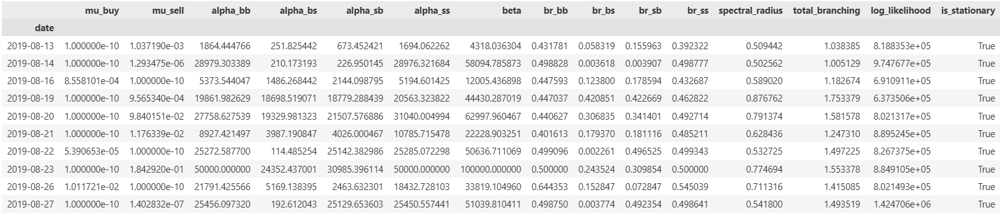 mu_buy mu_sell alpha_bb alpha_bs alpha_sb alpha_ss beta br_bb br_bs br_sb br_ss spectral_radius total_branching log_likelihood is_stationary
date
2019-08-13 1.000000e-10 1.037190e-03 1864.444766 251.825442 673.452421 1694.062262 4318.036304 0.431781 0.058319 0.155963 0.392322 0.509442 1.038385 8.188353e+05 True
2019-08-14 1.000000e-10 1.293475e-06 28979.303389 210.173193 226.950145 28976.321684 58094.785873 0.498828 0.003618 0.003907 0.498777 0.502562 1.005129 9.747677e+05 True
2019-08-16 8.558101e-04 1.000000e-10 5373.544047 1486.268442 2144.098795 5194.601425 12005.436898 0.447593 0.123800 0.178594 0.432687 0.589020 1.182674 6.910911e+05 True
2019-08-19 1.000000e-10 9.565340e-04 19861.982629 18698.519071 18779.288439 20563.323822 44430.287019 0.447037 0.420851 0.422669 0.462822 0.876762 1.753379 6.373506e+05 True
2019-08-20 1.000000e-10 9.840151e-02 27758.627539 19329.981323 21507.576886 31040.004994 62997.960467 0.440627 0.306835 0.341401 0.492714 0.791374 1.581578 8.021317e+05 True
2019-08-21 1.000000e-10 1.176339e-02 8927.421497 3987.190847 4026.000467 10785.715478 22228.903251 0.401613 0.179370 0.181116 0.485211 0.628436 1.247310 8.895245e+05 True
2019-08-22 5.390653e-05 1.000000e-10 25272.587700 114.485254 25142.382986 25285.072298 50636.711069 0.499096 0.002261 0.496525 0.499343 0.532725 1.497225 8.267375e+05 True
2019-08-23 1.000000e-10 1.842920e-01 50000.000000 24352.437001 30985.396114 50000.000000 100000.000000 0.500000 0.243524 0.309854 0.500000 0.774694 1.553378 8.849105e+05 True
2019-08-26 1.011721e-02 1.000000e-10 21791.425566 5169.138395 2463.632301 18432.728103 33819.104960 0.644353 0.152847 0.072847 0.545039 0.711316 1.415085 8.021493e+05 True
2019-08-27 1.000000e-10 1.402832e-07 25456.097320 192.612043 25129.653603 25450.557441 51039.810411 0.498750 0.003774 0.492354 0.498641 0.541800 1.493519 1.424706e+06 True